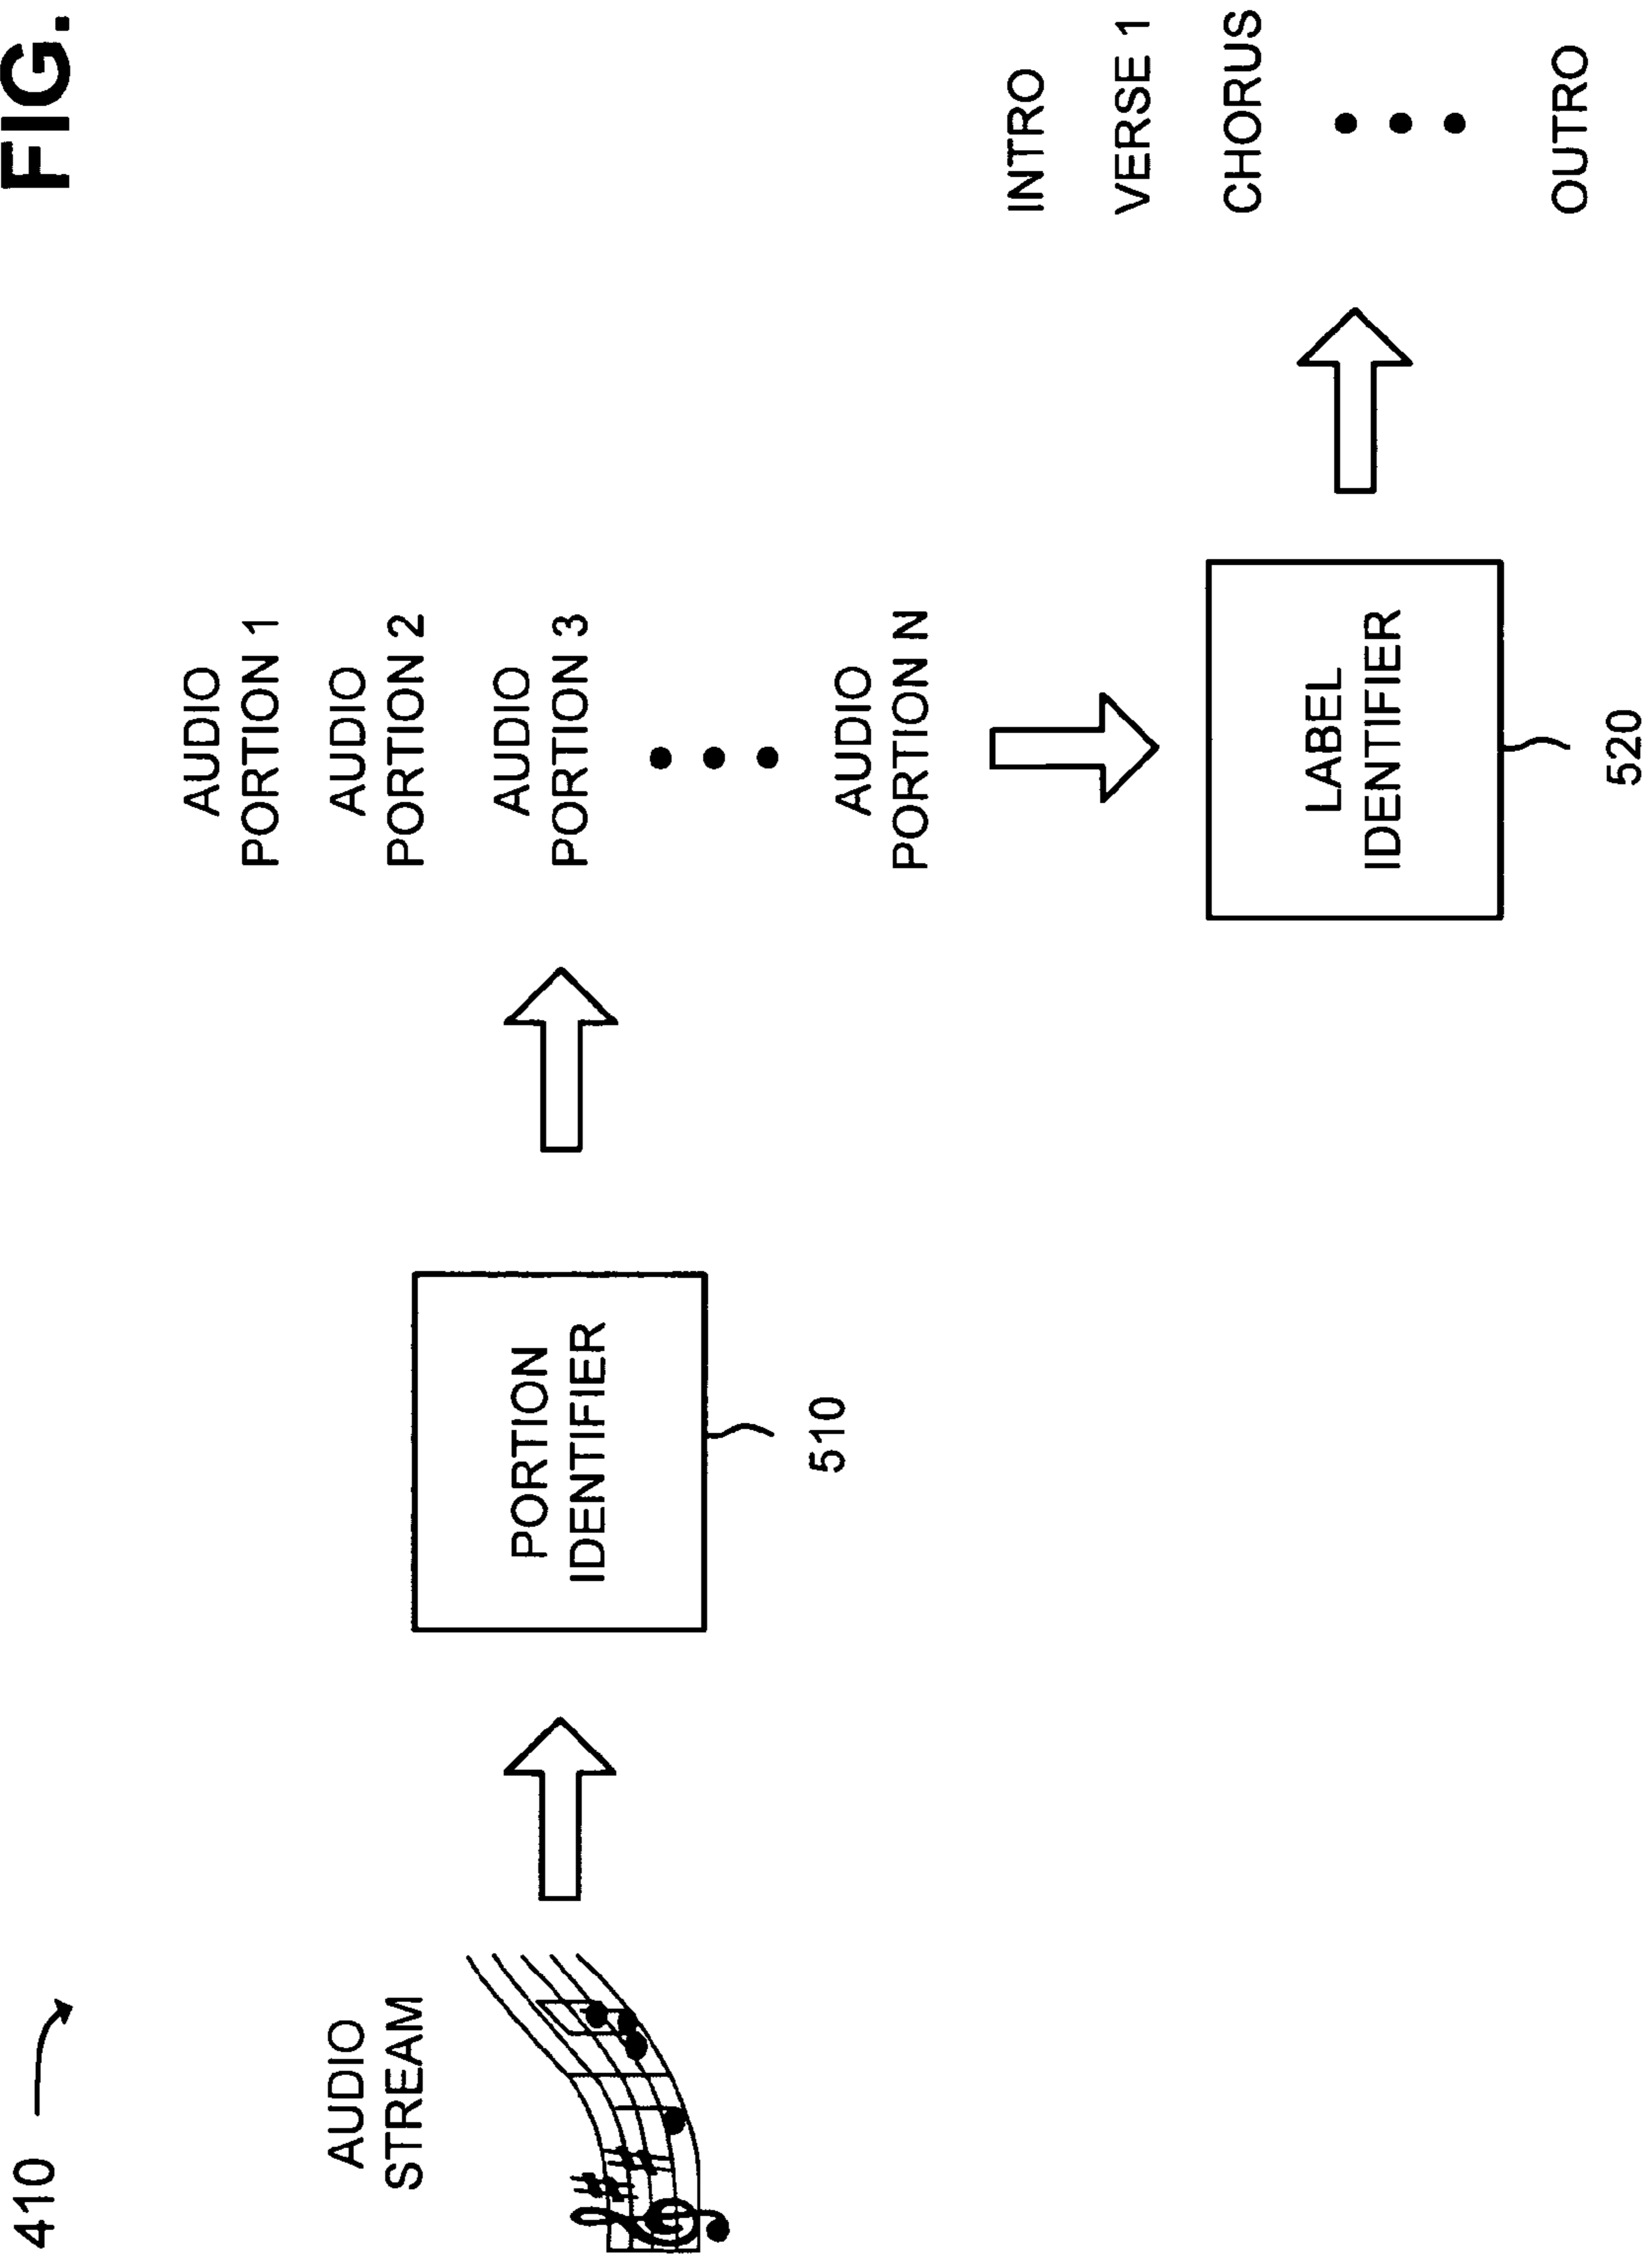 FIG.
410
AUDIO
STREAM
PORTION
IDENTIFIER
510
AUDIO
PORTION 1
AUDIO
PORTION 2
AUDIO
PORTION 3
AUDIO
PORTION N
LABEL
IDENTIFIER
520
INTRO
VERSE 1
CHORUS
OUTRO